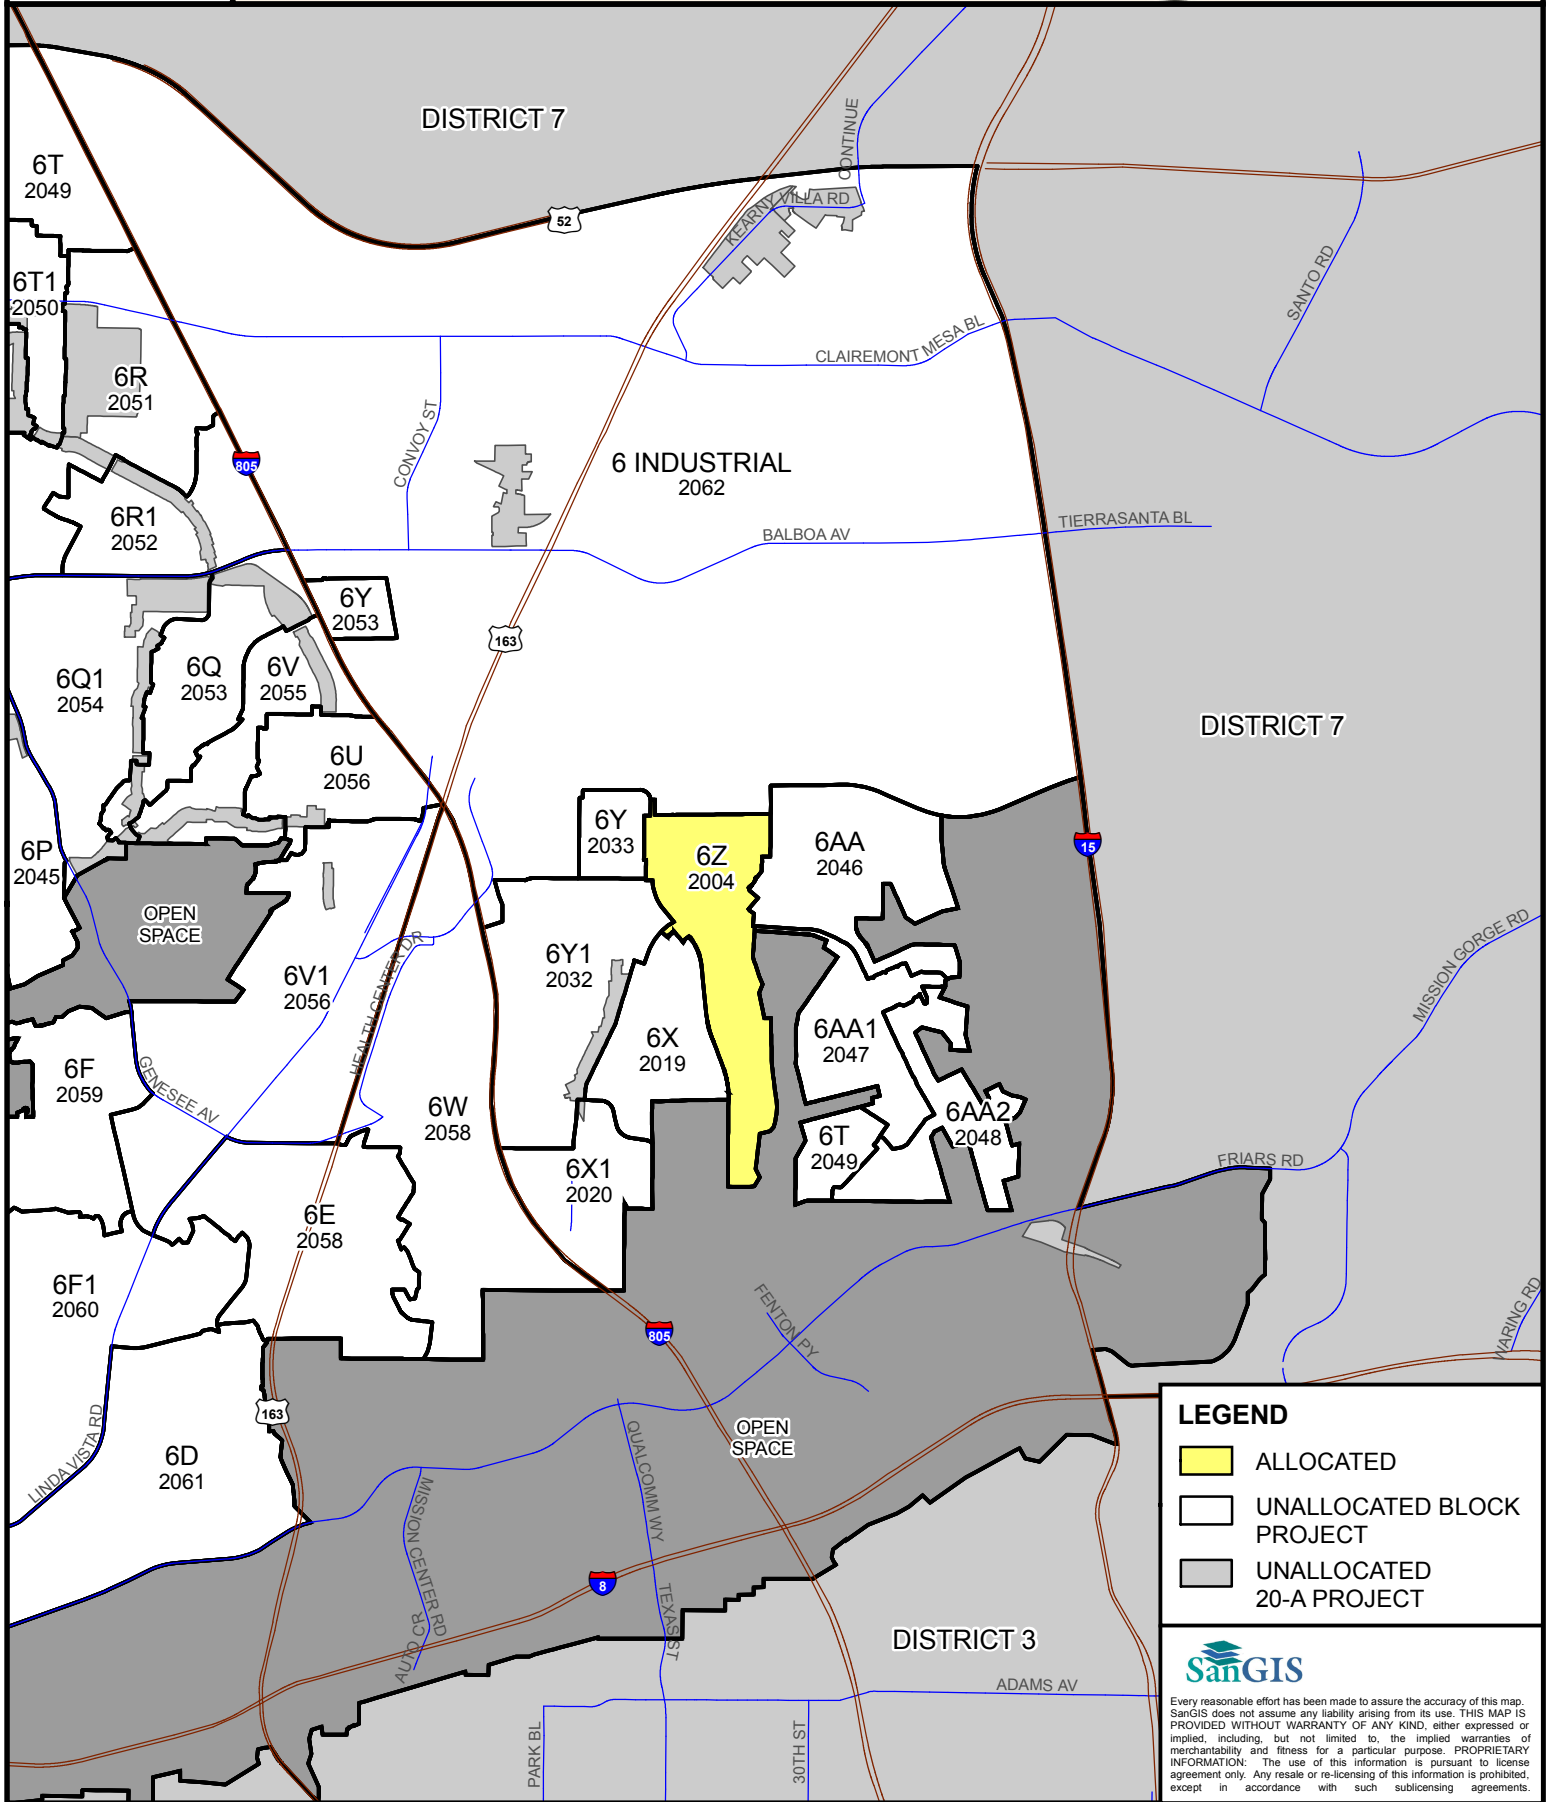 DISTRICT 7
CONTINUE
6T
2049
KEARNY VILLA RD
52
6T1
2050
SANTO RD
CLAIREMONT MESA BL
6R
2051
CONVOY ST
805
6 INDUSTRIAL
2062
6R1
2052
BALBOA AV
TIERRASANTA BL
6Y
2053
163
6Q1
2054
6Q
2053
6V
2055
DISTRICT 7
6U
2056
6Y
2033
6Z
2004
6AA
2046
15
6P
2045
OPEN
SPACE
MISSION GORGE RD
6V1
2056
HEALTH CENTER DR
6Y1
2032
6X
2019
6AA1
2047
6F
2059
GENESEE AV
6W
2058
6AA2
2048
6T
2049
FRIARS RD
6X1
2020
6E
2058
6F1
2060
FENTON PY
WARING RD
805
163
LINDA VISTA RD
6D
2061
MISSION CENTER RD
QUALCOMM WY
OPEN
SPACE
8
TEXAS ST
AUTO CR
DISTRICT 3
ADAMS AV
PARK BL
30TH ST
LEGEND
ALLOCATED
UNALLOCATED BLOCK
PROJECT
UNALLOCATED
20-A PROJECT
SanGIS
Every reasonable effort has been made to assure the accuracy of this map.
SanGIS does not assume any liability arising from its use. THIS MAP IS
PROVIDED WITHOUT WARRANTY OF ANY KIND, either expressed or
implied, including, but not limited to, the implied warranties of
merchantability and fitness for a particular purpose. PROPRIETARY
INFORMATION: The use of this information is pursuant to license
agreement only. Any resale or re-licensing of this information is prohibited,
except in accordance with such sublicensing agreements.